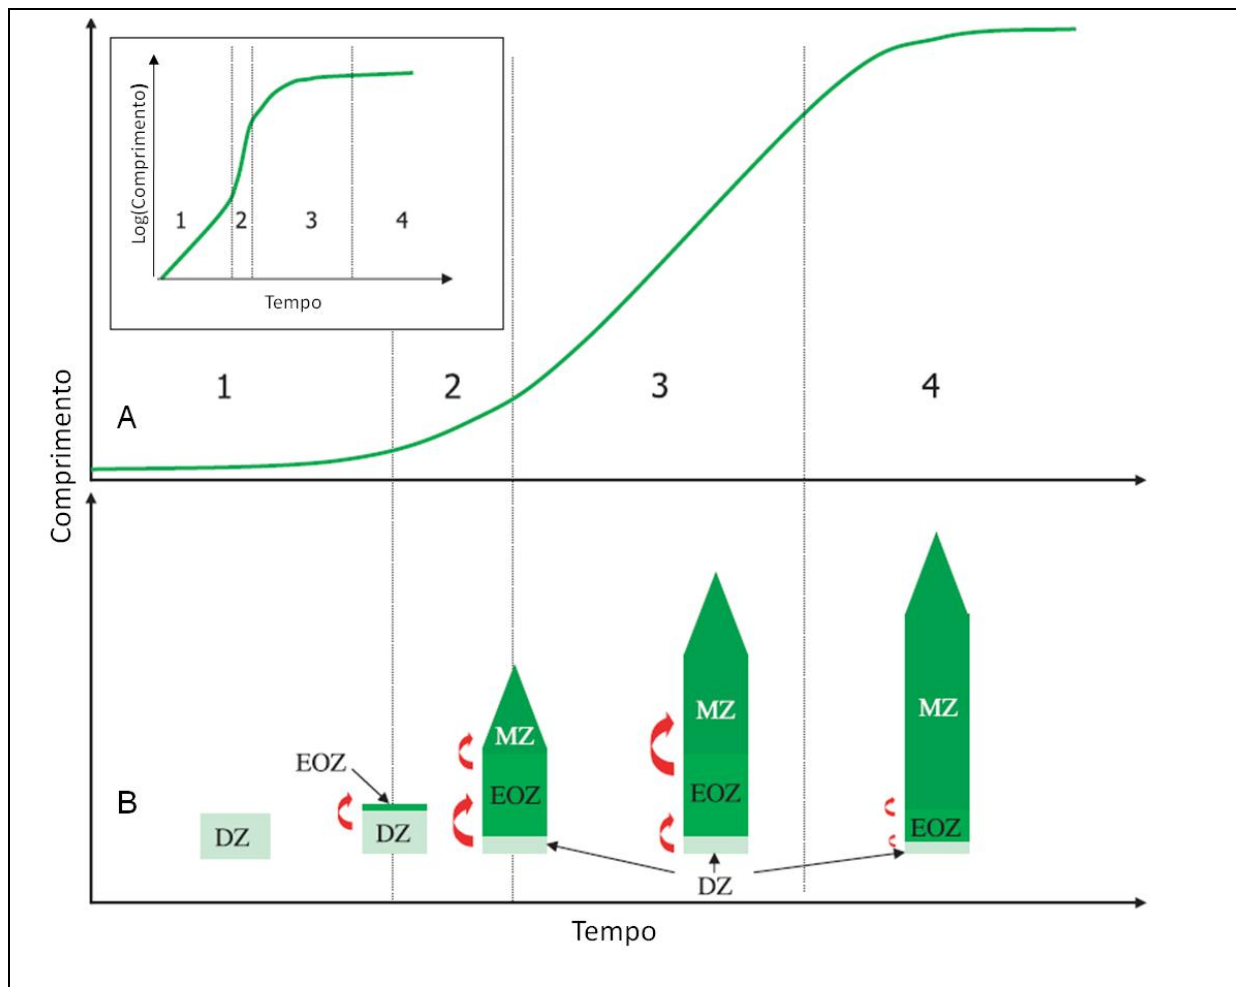 Log(Comprimento)
1
2
3
4
Tempo
Comprimento
1
2
3
4
A
B
DZ
EOZ
DZ
MZ
EOZ
MZ
EOZ
DZ
MZ
EOZ
Tempo